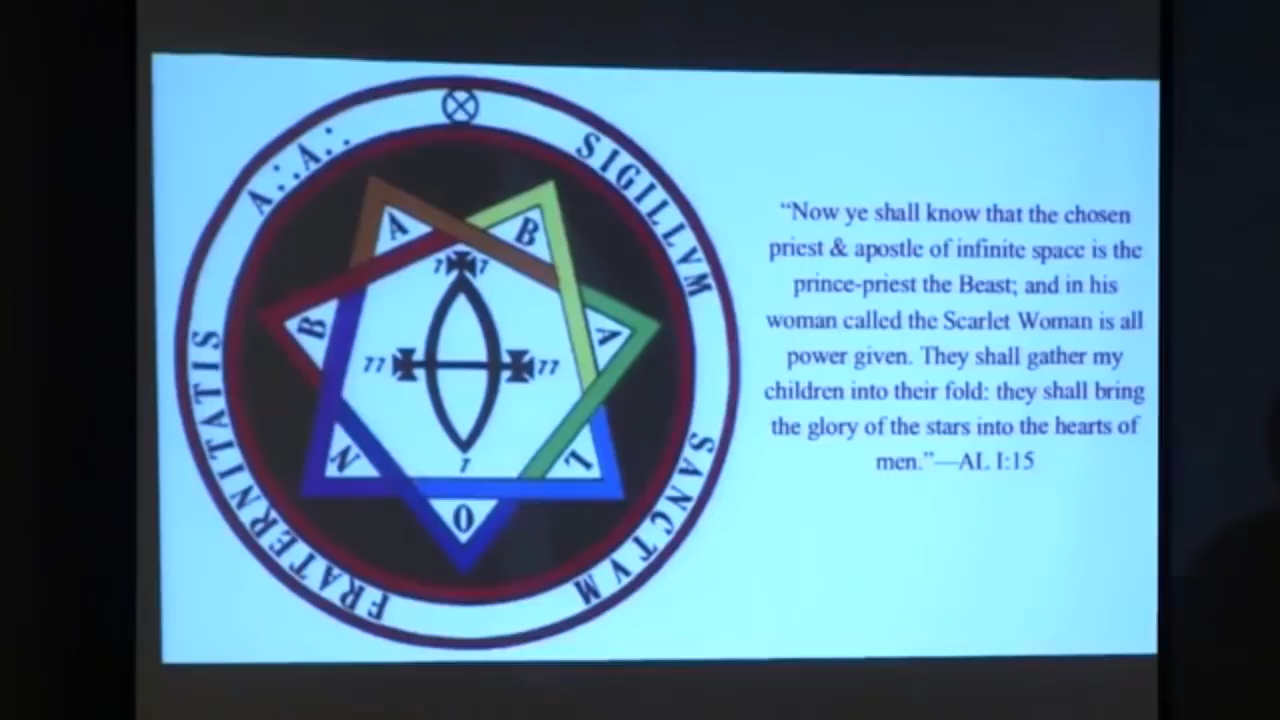 A∴A∴
SIGILLVM
SANCTVM
FRATERNITATIS
B
A
L
O
N
B
A
7 7
77 77
7
“Now ye shall know that the chosen
priest & apostle of infinite space is the
prince-priest the Beast; and in his
woman called the Scarlet Woman is all
power given. They shall gather my
children into their fold: they shall bring
the glory of the stars into the hearts of
men.”—AL I:15